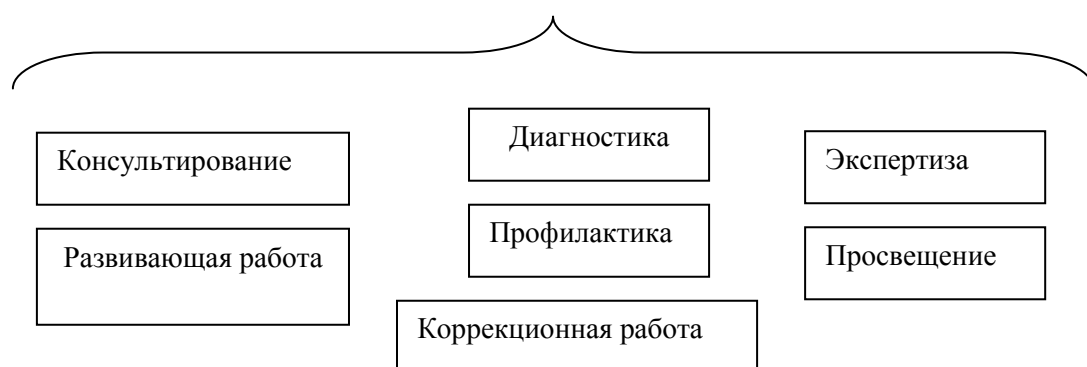 Диагностика
Консультирование
Экспертиза
Профилактика
Развивающая работа
Просвещение
Коррекционная работа